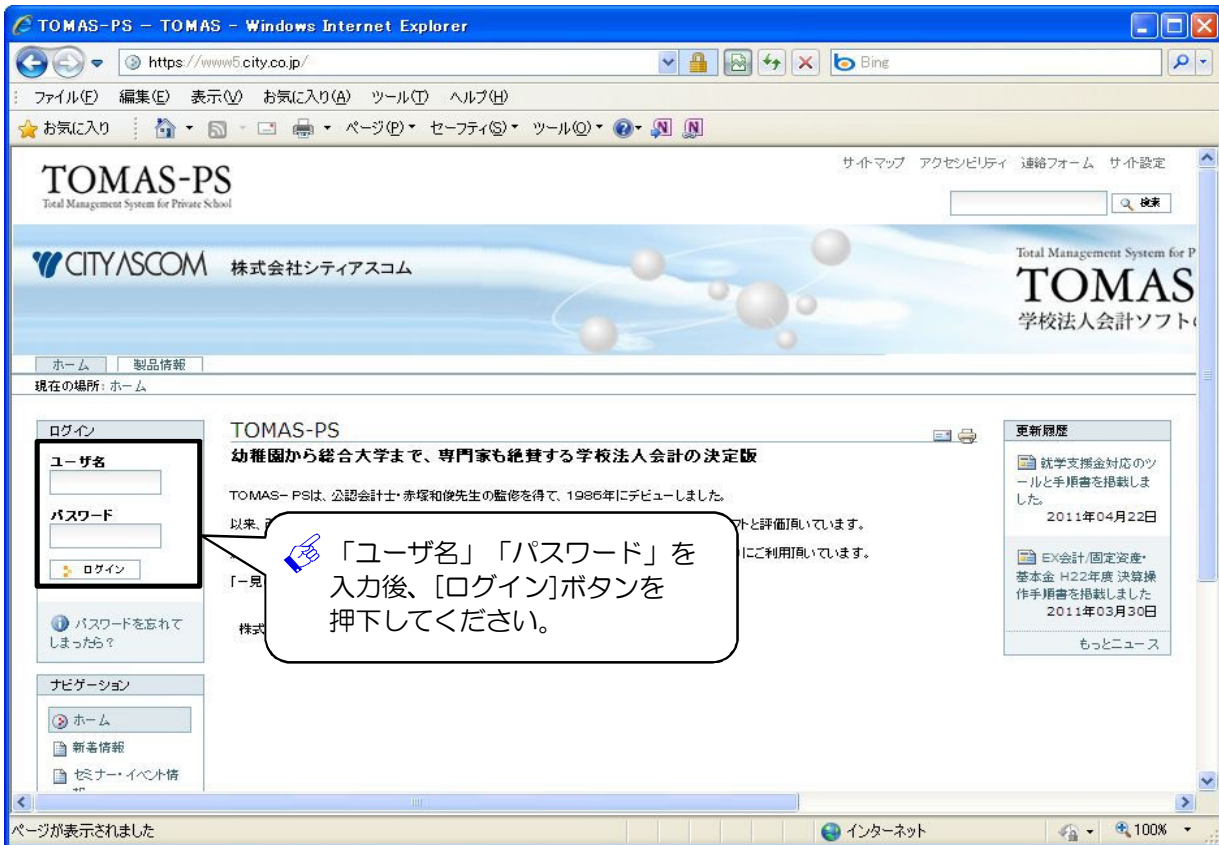 TOMAS-PS - TOMAS - Windows Internet Explorer
https://www5.city.co.jp/
Bing
ファイル(F) 編集(E) 表示(V) お気に入り(A) ツール(T) ヘルプ(H)
お気に入り ページ(P) セーフティ(S) ツール(O)
サイトマップ アクセシビリティ 連絡フォーム サイト設定
TOMAS-PS
Total Management System for Private School
検索
CITY ASCOM 株式会社シティアスコム
Total Management System for P
TOMAS
学校法人会計ソフトの
ホーム 製品情報
現在の場所: ホーム
ログイン
ユーザ名
パスワード
ログイン
パスワードを忘れて
しまったら?
ナビゲーション
ホーム
新着情報
セミナー・イベント情
報
TOMAS-PS
幼稚園から総合大学まで、専門家も絶賛する学校法人会計の決定版
TOMAS-PSは、公認会計士・赤塚和俊先生の監修を得て、1986年にデビューしました。
以来、
フトと評価頂いています。
にご利用頂いています。
「一見
株式
「ユーザ名」「パスワード」を
入力後、[ログイン]ボタンを
押下してください。
更新履歴
就学支援金対応のツ
ールと手順書を掲載しま
した。
2011年04月22日
EX会計/固定資産・
基本金 H22年度 決算操
作手順書を掲載しました
2011年03月30日
もっとニュース
ページが表示されました
インターネット
100%